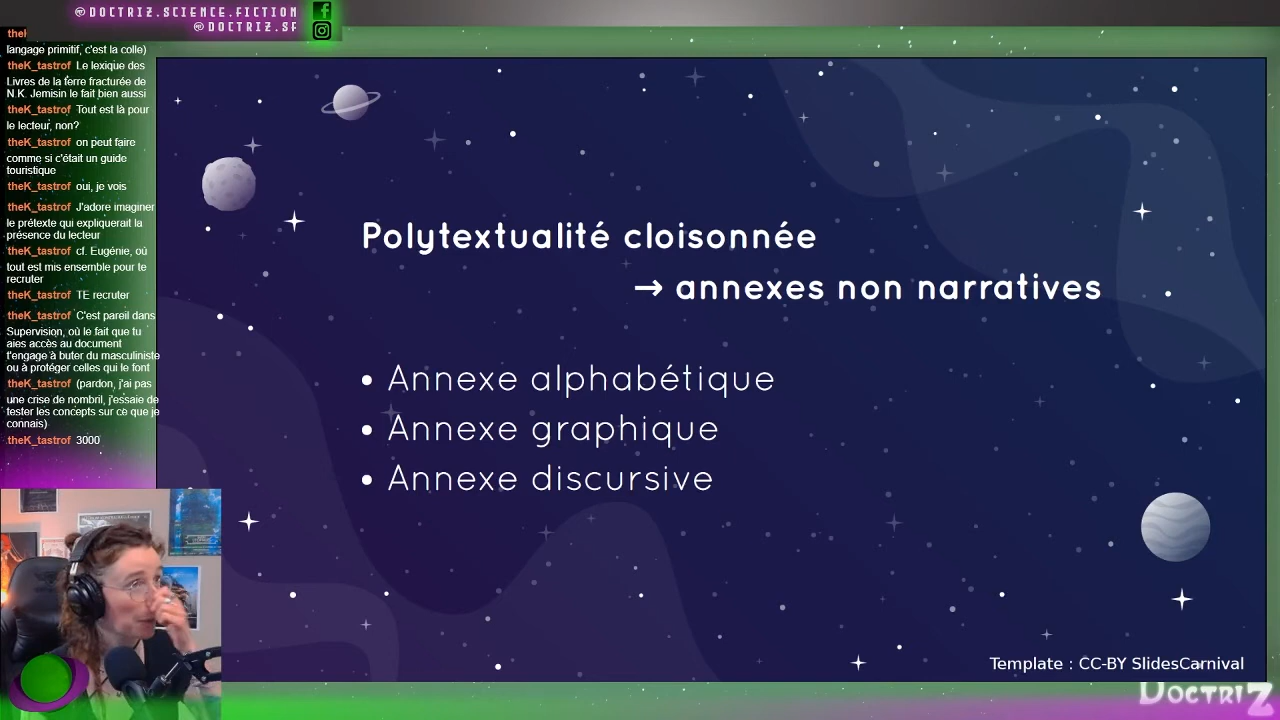 @DOCTRIZ.SCIENCE.FICTION
@DOCTRIZ.SF
langage primitif, c'est la colle)
theK_tastrof Le lexique des
Livres de la terre fracturée de
N.K. Jemisin le fait bien aussi
theK_tastrof Tout est là pour
le lecteur, non?
theK_tastrof on peut faire
comme si c'était un guide
touristique
theK_tastrof oui, je vois
theK_tastrof J'adore imaginer
le prétexte qui expliquerait la
présence du lecteur
theK_tastrof cf. Eugénie, où
tout est mis ensemble pour te
recruter
theK_tastrof TE recruter
theK_tastrof C'est pareil dans
Supervision, où le fait que tu
aies accès au document
t'engage à buter du masculiniste
ou à protéger celles qui le font
theK_tastrof (pardon, j'ai pas
une crise de nombril, j'essaie de
tester les concepts sur ce que je
connais)
theK_tastrof 3000
Polytextualité cloisonnée
→ annexes non narratives
• Annexe alphabétique
• Annexe graphique
• Annexe discursive
Template : CC-BY SlidesCarnival
DOCTRIZ